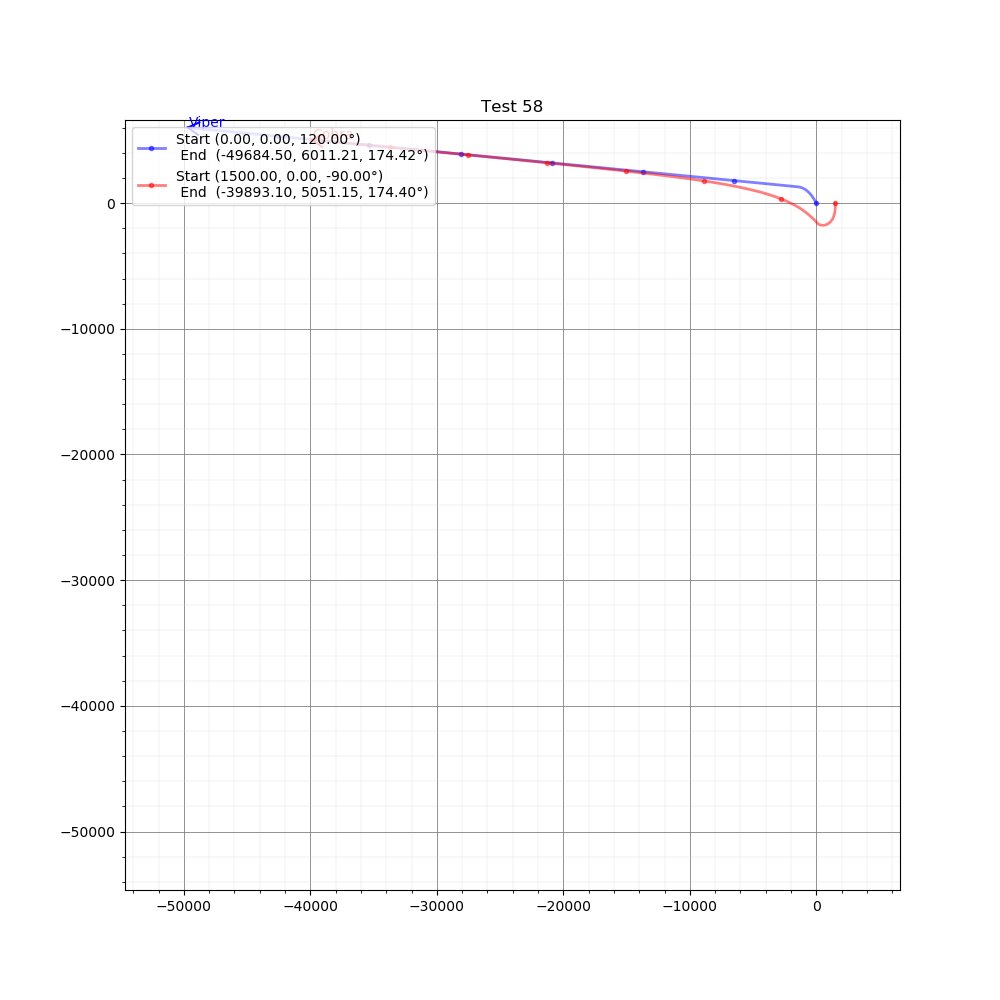 Test 58
Viper
Start (0.00, 0.00, 120.00°)
End (-49684.50, 6011.21, 174.42°)
Start (1500.00, 0.00, -90.00°)
End (-39893.10, 5051.15, 174.40°)
0
−10000
−20000
−30000
−40000
−50000
−50000 −40000 −30000 −20000 −10000 0